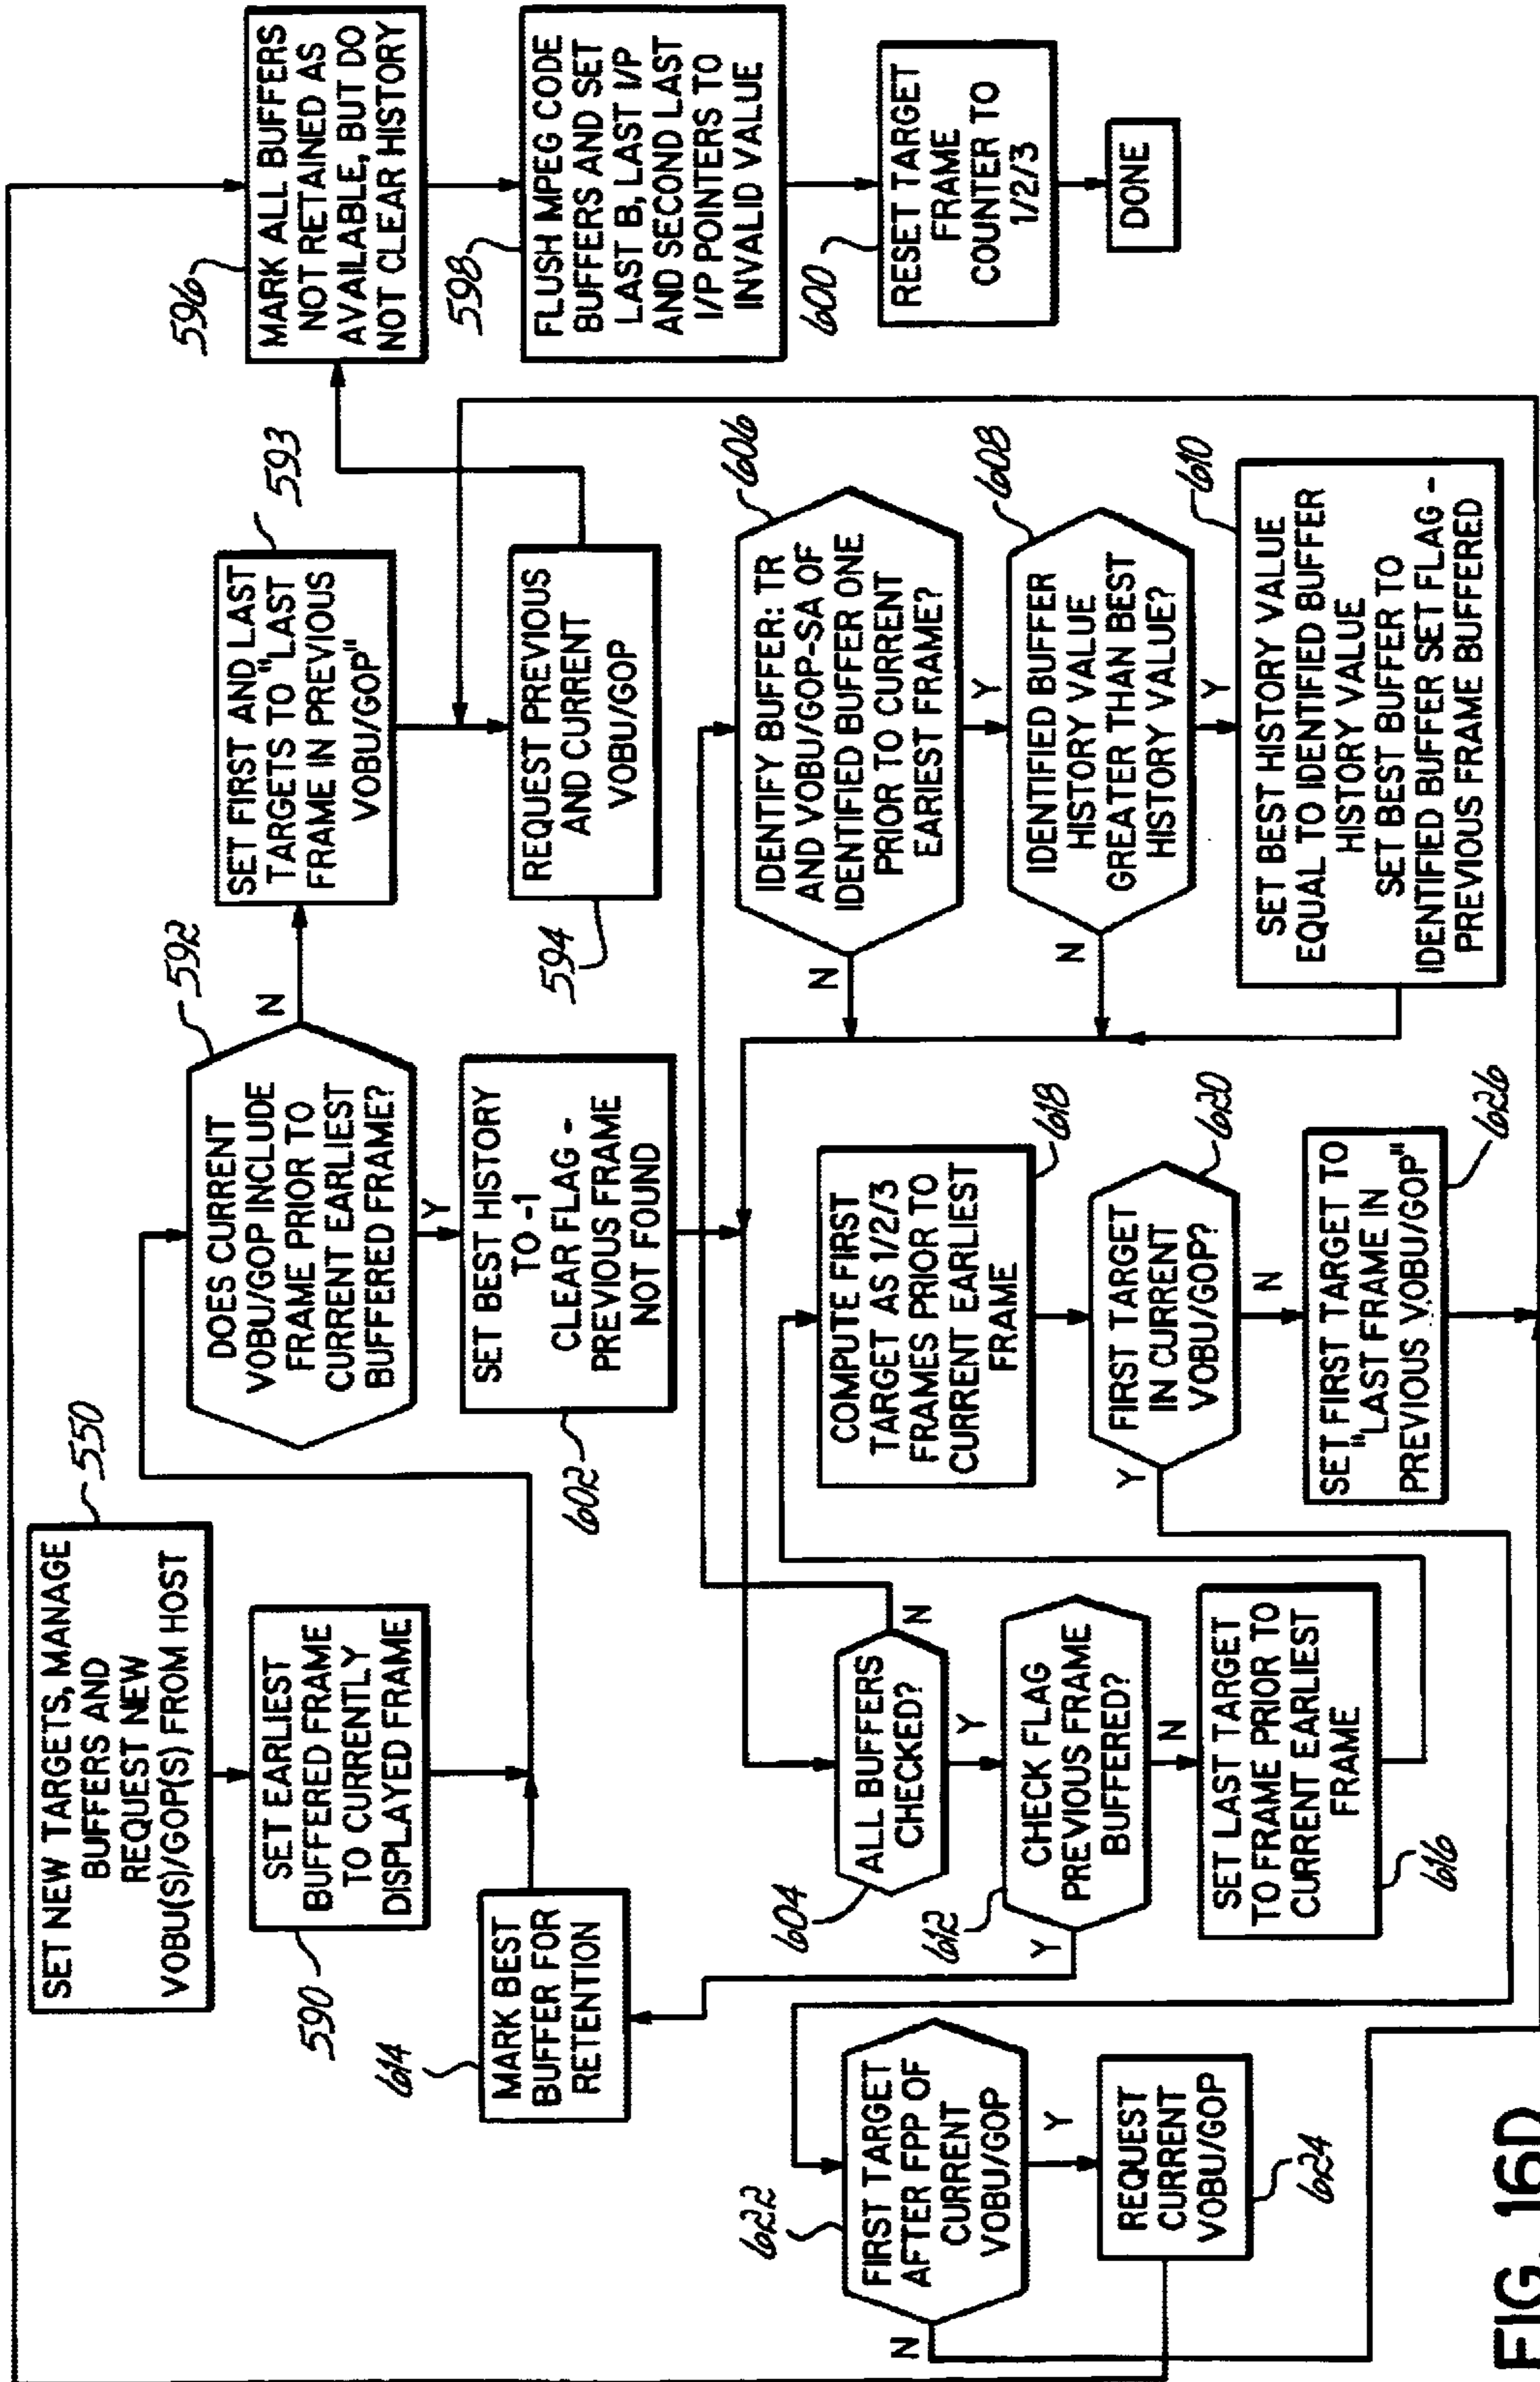 SET NEW TARGETS, MANAGE
BUFFERS AND
REQUEST NEW
VOBU(S)/GOP(S) FROM HOST
550
SET EARLIEST
BUFFERED FRAME
TO CURRENTLY
DISPLAYED FRAME
590
MARK BEST
BUFFER FOR
RETENTION
614
DOES CURRENT
VOBU/GOP INCLUDE
FRAME PRIOR TO
CURRENT EARLIEST
BUFFERED FRAME?
592
N
Y
SET FIRST AND LAST
TARGETS TO "LAST
FRAME IN PREVIOUS
VOBU/GOP"
593
REQUEST PREVIOUS
AND CURRENT
VOBU/GOP
594
MARK ALL BUFFERS
NOT RETAINED AS
AVAILABLE, BUT DO
NOT CLEAR HISTORY
596
FLUSH MPEG CODE
BUFFERS AND SET
LAST B, LAST I/P
AND SECOND LAST
I/P POINTERS TO
INVALID VALUE
598
RESET TARGET
FRAME
COUNTER TO
1/2/3
600
DONE
SET BEST HISTORY
TO -1
CLEAR FLAG -
PREVIOUS FRAME
NOT FOUND
602
ALL BUFFERS
CHECKED?
604
N
Y
IDENTIFY BUFFER: TR
AND VOBU/GOP-SA OF
IDENTIFIED BUFFER ONE
PRIOR TO CURRENT
EARIEST FRAME?
606
N
Y
IDENTIFIED BUFFER
HISTORY VALUE
GREATER THAN BEST
HISTORY VALUE?
608
N
Y
SET BEST HISTORY VALUE
EQUAL TO IDENTIFIED BUFFER
HISTORY VALUE
SET BEST BUFFER TO
IDENTIFIED BUFFER SET FLAG -
PREVIOUS FRAME BUFFERED
610
CHECK FLAG
PREVIOUS FRAME
BUFFERED?
612
Y
N
SET LAST TARGET
TO FRAME PRIOR TO
CURRENT EARLIEST
FRAME
616
COMPUTE FIRST
TARGET AS 1/2/3
FRAMES PRIOR TO
CURRENT EARLIEST
FRAME
618
FIRST TARGET
IN CURRENT
VOBU/GOP?
620
Y
N
SET FIRST TARGET TO
"LAST FRAME IN
PREVIOUS VOBU/GOP"
626
FIRST TARGET
AFTER FPP OF
CURRENT
VOBU/GOP
622
N
Y
REQUEST
CURRENT
VOBU/GOP
624
FIG. 16D